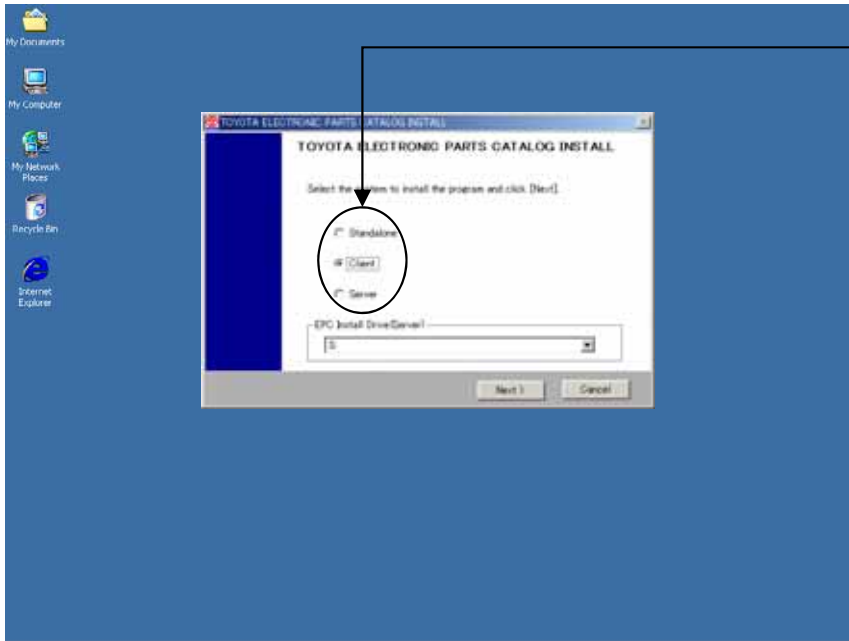 My Documents
My Computer
My Network
Places
Recycle Bin
Internet
Explorer
TOYOTA ELECTRONIC PARTS CATALOG INSTALL
TOYOTA ELECTRONIC PARTS CATALOG INSTALL
Select the system to install the program and click [Next].
Standalone
Client
Server
EPC Install Drive(Server)
Next >
Cancel